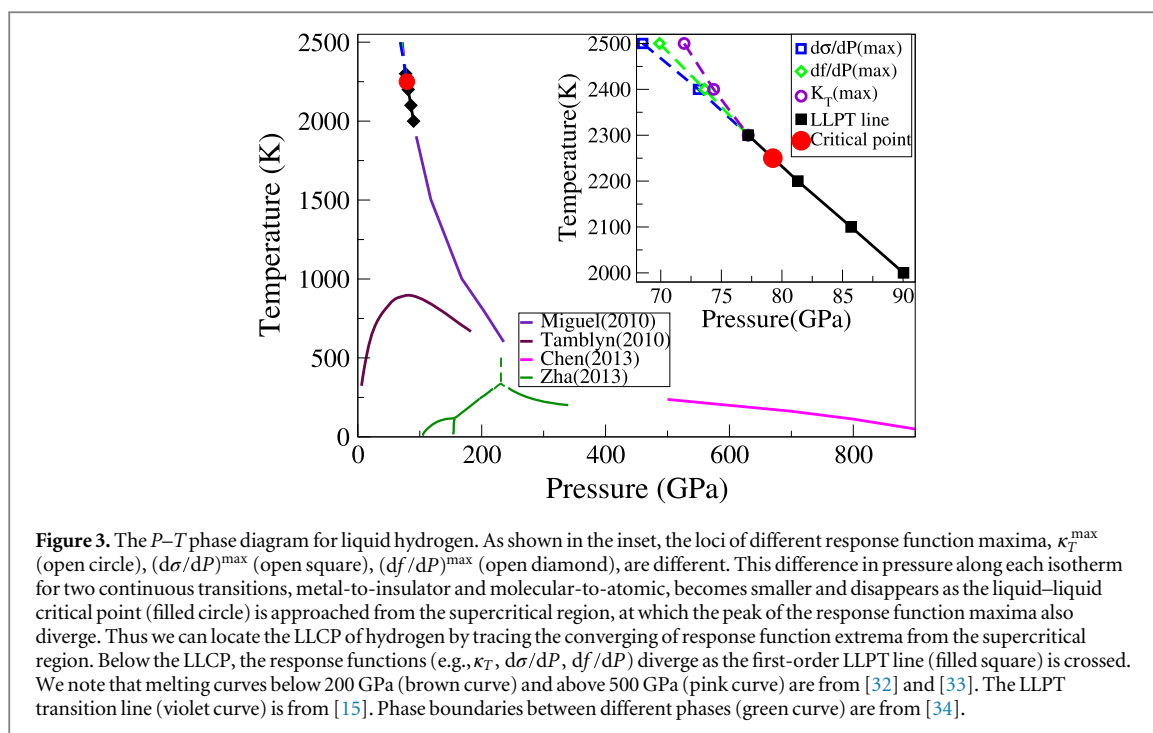 2500
2000
1500
1000
500
0
Temperature (K)
0
200
400
600
800
Pressure (GPa)
Miguel(2010)
Tamblyn(2010)
Chen(2013)
Zha(2013)
2500
2400
2300
2200
2100
2000
Temperature(K)
70
75
80
85
90
Pressure(GPa)
dσ/dP(max)
df/dP(max)
K_T(max)
LLPT line
Critical point
Figure 3. The P–T phase diagram for liquid hydrogen. As shown in the inset, the loci of different response function maxima, κ_T^max
(open circle), (dσ/dP)^max (open square), (df/dP)^max (open diamond), are different. This difference in pressure along each isotherm
for two continuous transitions, metal-to-insulator and molecular-to-atomic, becomes smaller and disappears as the liquid–liquid
critical point (filled circle) is approached from the supercritical region, at which the peak of the response function maxima also
diverge. Thus we can locate the LLCP of hydrogen by tracing the converging of response function extrema from the supercritical
region. Below the LLCP, the response functions (e.g., κ_T, dσ/dP, df/dP) diverge as the first-order LLPT line (filled square) is crossed.
We note that melting curves below 200 GPa (brown curve) and above 500 GPa (pink curve) are from [32] and [33]. The LLPT
transition line (violet curve) is from [15]. Phase boundaries between different phases (green curve) are from [34].